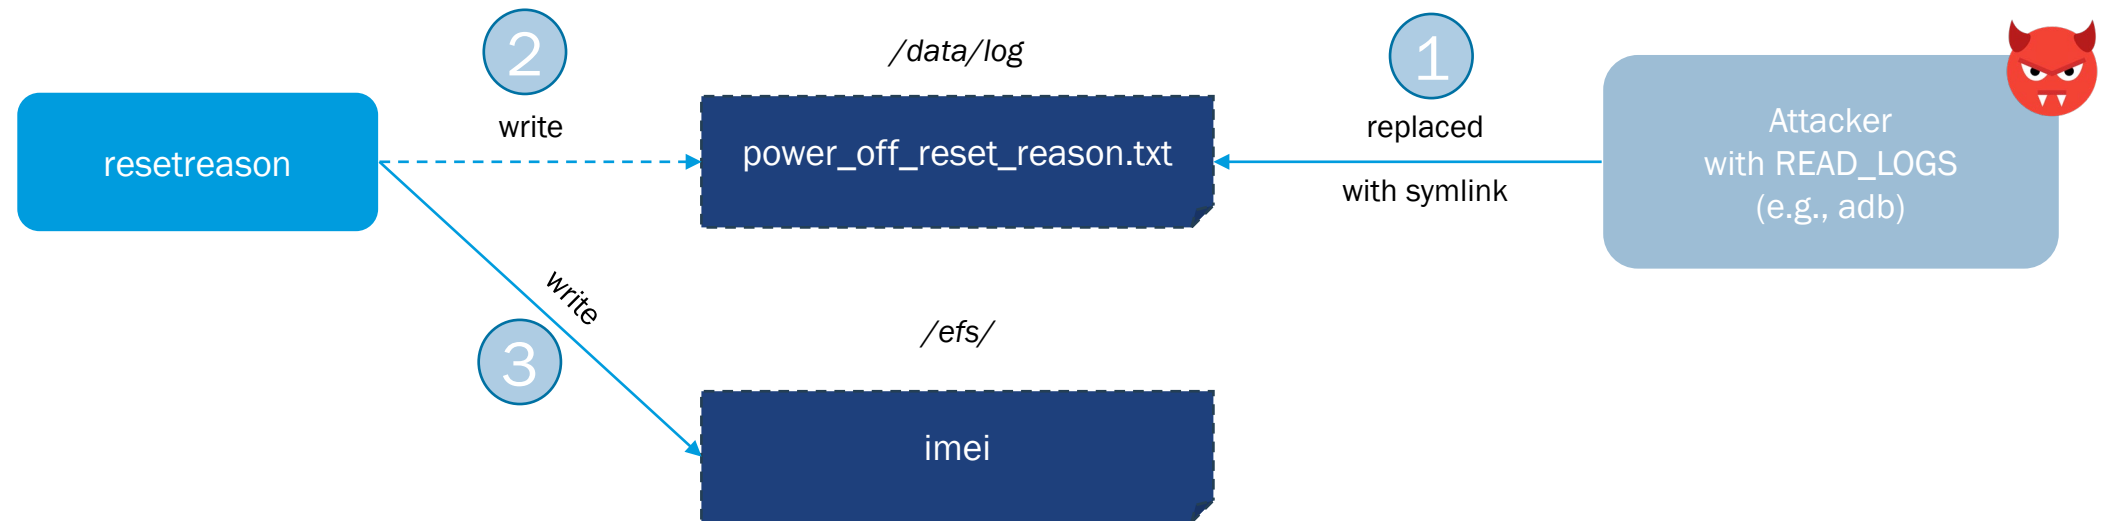 2
write
/data/log
1
replaced
with symlink
resetreason
power_off_reset_reason.txt
Attacker
with READ_LOGS
(e.g., adb)
write
3
/efs/
imei